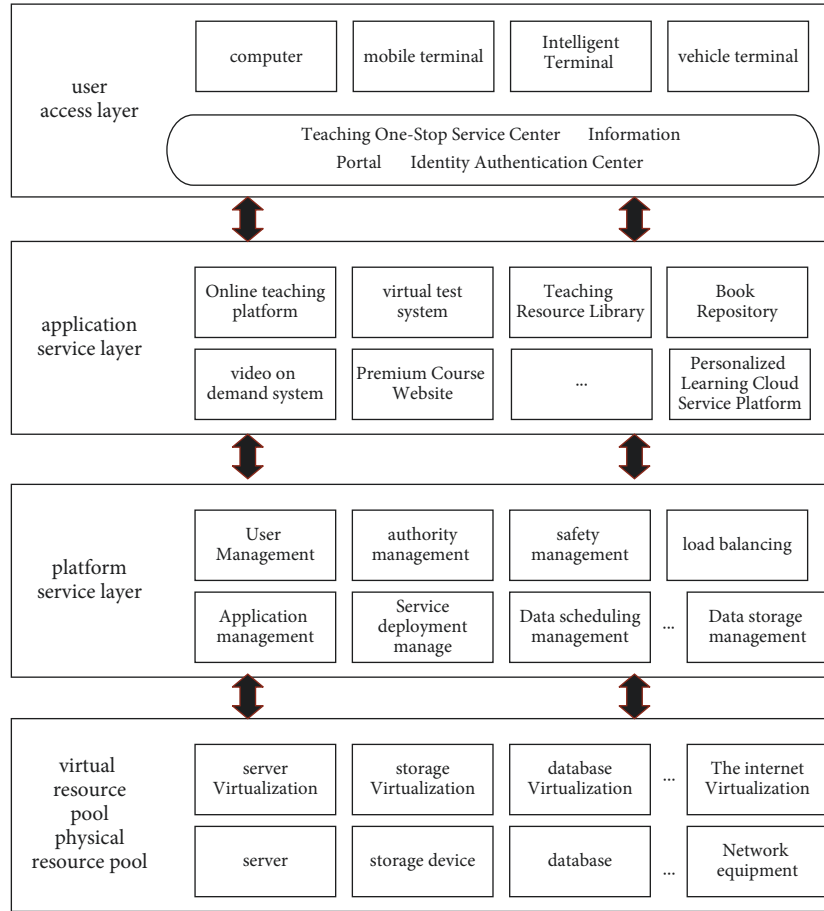 user
access layer
computer
mobile terminal
Intelligent
Terminal
vehicle terminal
Teaching One-Stop Service Center Information
Portal Identity Authentication Center
application
service layer
Online teaching
platform
virtual test
system
Teaching
Resource Library
Book
Repository
video on
demand system
Premium Course
Website
...
Personalized
Learning Cloud
Service Platform
platform
service layer
User
Management
authority
management
safety
management
load balancing
Application
management
Service
deployment
manage
Data scheduling
management
...
Data storage
management
virtual
resource
pool
physical
resource pool
server
Virtualization
storage
Virtualization
database
Virtualization
...
The internet
Virtualization
server
storage device
database
...
Network
equipment